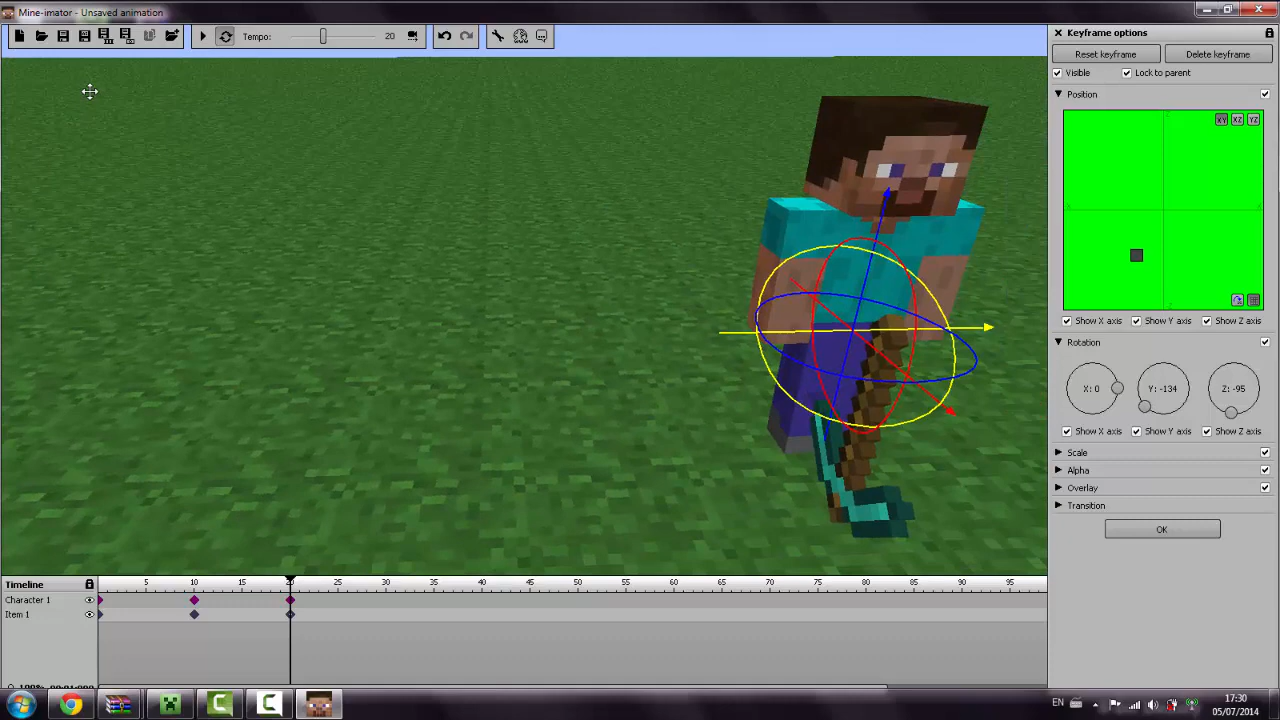 Mine-imator - Unsaved animation
Tempo:
20
Keyframe options
Reset keyframe
Delete keyframe
Visible
Lock to parent
Position
XY
XZ
YZ
Show X axis
Show Y axis
Show Z axis
Rotation
X: 0
Y: -134
Z: -95
Show X axis
Show Y axis
Show Z axis
Scale
Alpha
Overlay
Transition
OK
Timeline
5 10 15 25 30 35 40 45 50 55 60 65 70 75 80 85 90 95
Character 1
Item 1
EN
17:30
05/07/2014